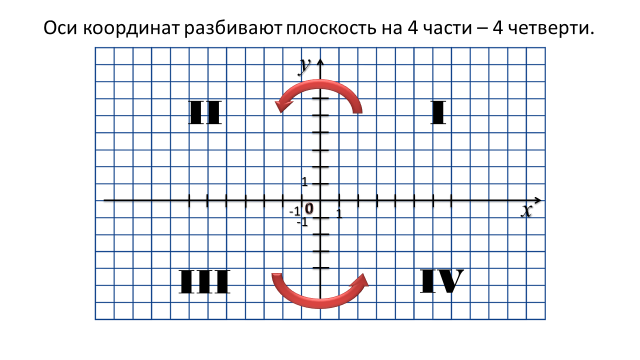 Оси координат разбивают плоскость на 4 части – 4 четверти.
y
II I
1
-1 0 1 x
-1
III IV